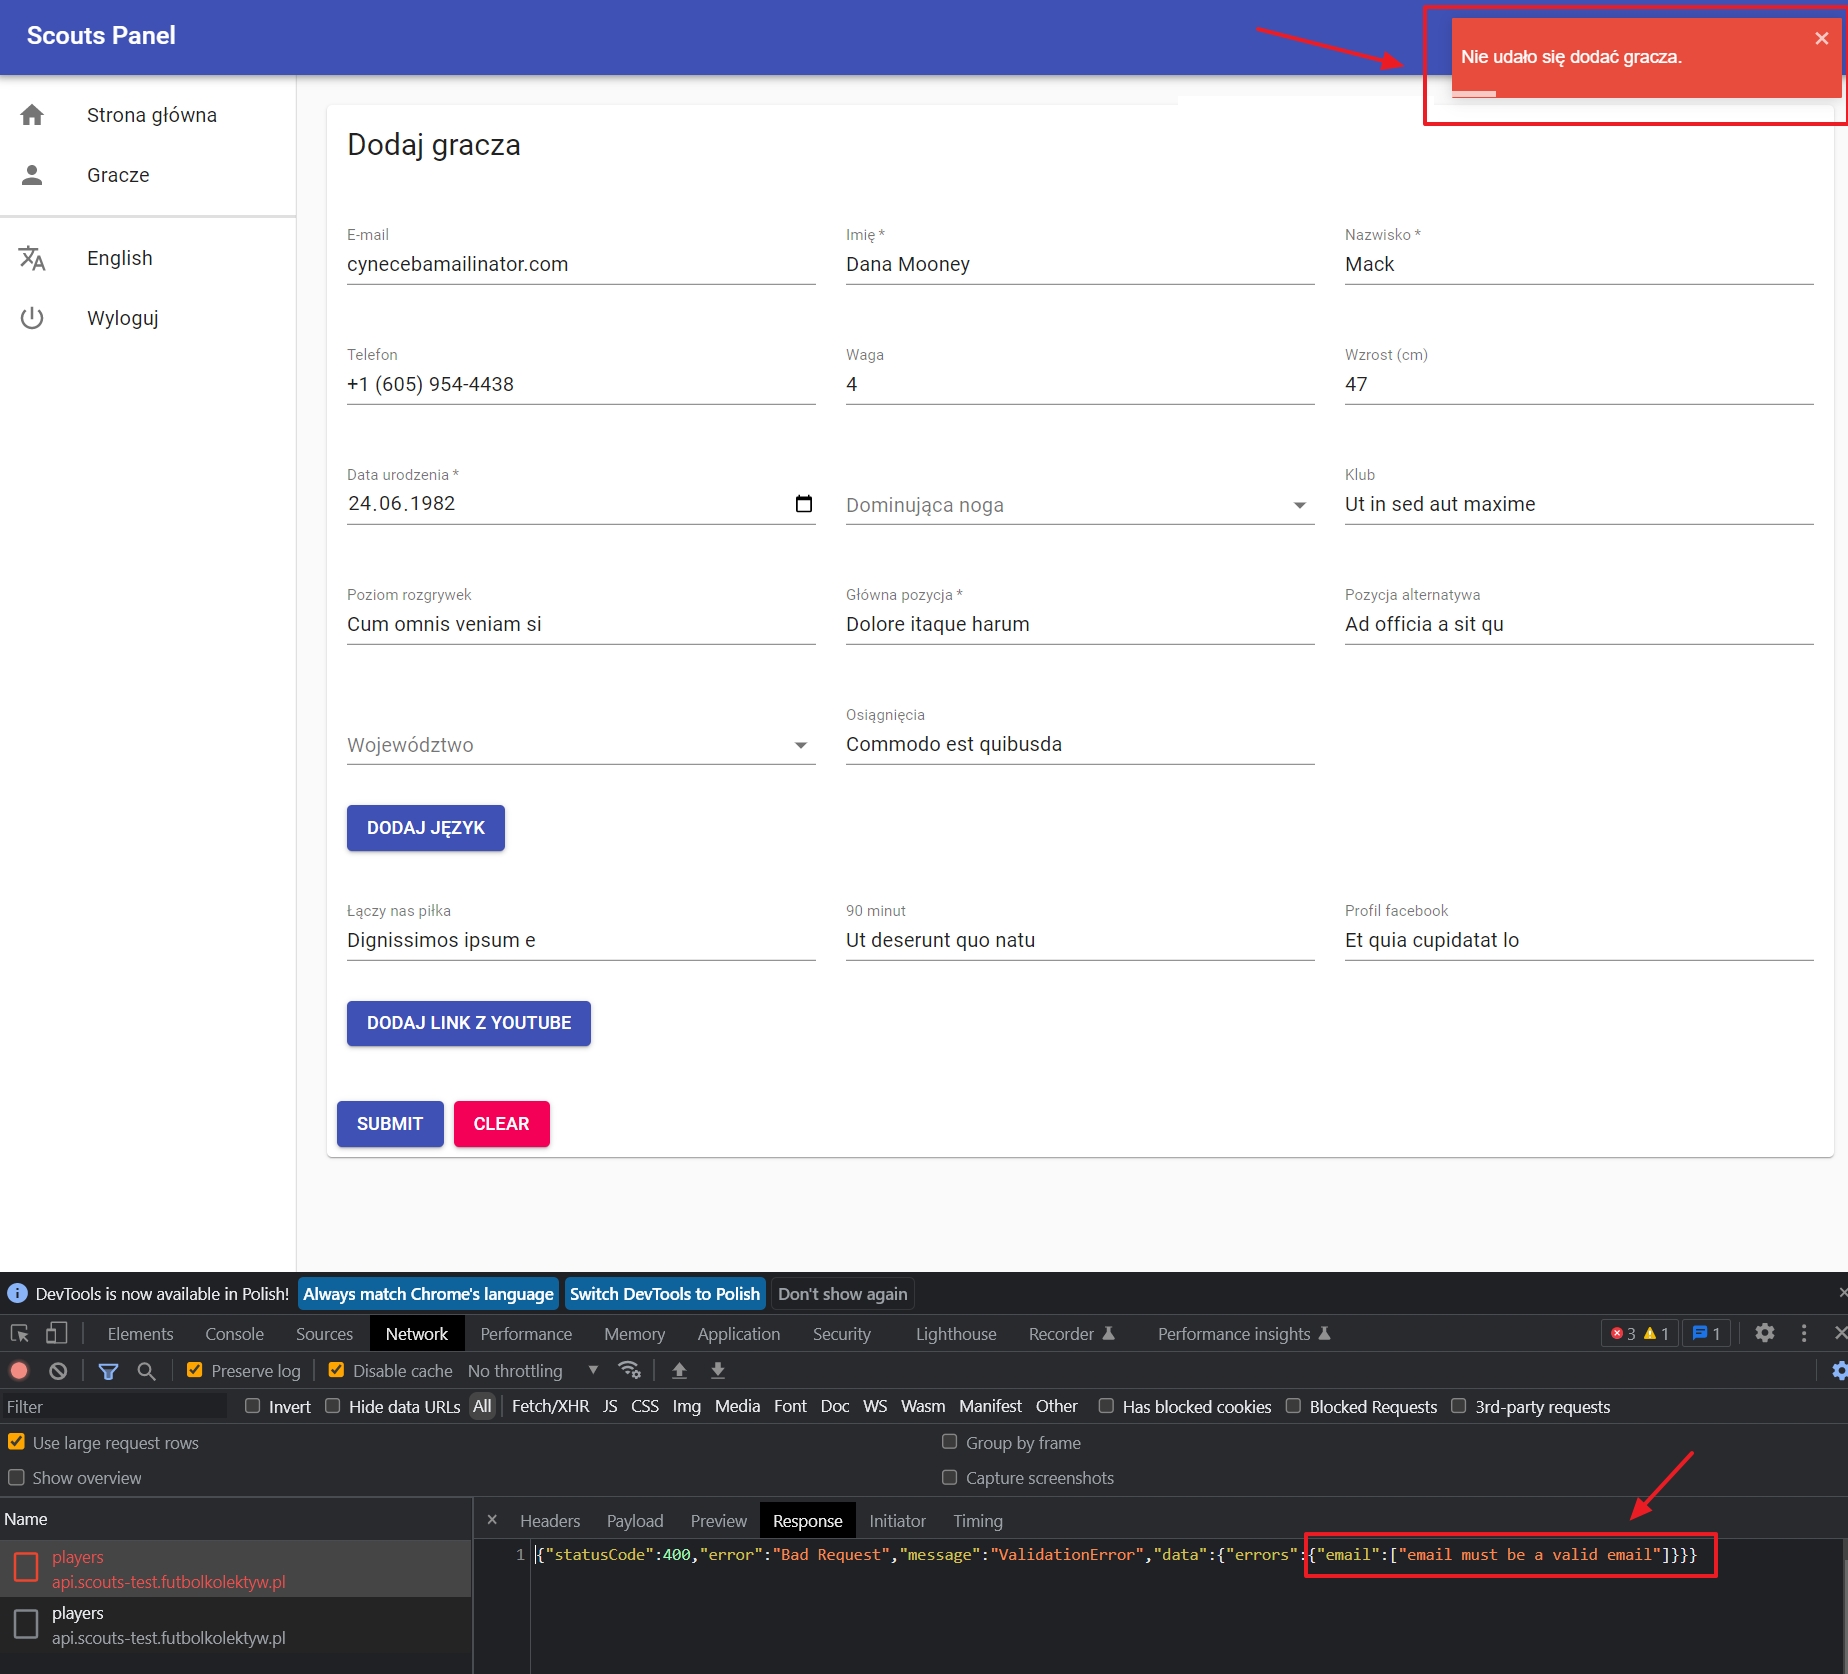 Scouts Panel
Nie udało się dodać gracza.
Strona główna
Gracze
English
Wyloguj
Dodaj gracza
E-mail Imię * Nazwisko *
cynecebamailinator.com Dana Mooney Mack
Telefon Waga Wzrost (cm)
+1 (605) 954-4438 4 47
Data urodzenia * Klub
24.06.1982 Dominująca noga Ut in sed aut maxime
Poziom rozgrywek Główna pozycja * Pozycja alternatywa
Cum omnis veniam si Dolore itaque harum Ad officia a sit qu
Osiągnięcia
Województwo Commodo est quibusda
DODAJ JĘZYK
Łączy nas piłka 90 minut Profil facebook
Dignissimos ipsum e Ut deserunt quo natu Et quia cupidatat lo
DODAJ LINK Z YOUTUBE
SUBMIT CLEAR
DevTools is now available in Polish! Always match Chrome's language Switch DevTools to Polish Don't show again
Elements Console Sources Network Performance Memory Application Security Lighthouse Recorder Performance insights 3 1 1
Preserve log Disable cache No throttling
Filter Invert Hide data URLs All Fetch/XHR JS CSS Img Media Font Doc WS Wasm Manifest Other Has blocked cookies Blocked Requests 3rd-party requests
Use large request rows Group by frame
Show overview Capture screenshots
Name Headers Payload Preview Response Initiator Timing
players
api.scouts-test.futbolkolektyw.pl
players
api.scouts-test.futbolkolektyw.pl
1 {"statusCode":400,"error":"Bad Request","message":"ValidationError","data":{"errors":{"email":["email must be a valid email"]}}}